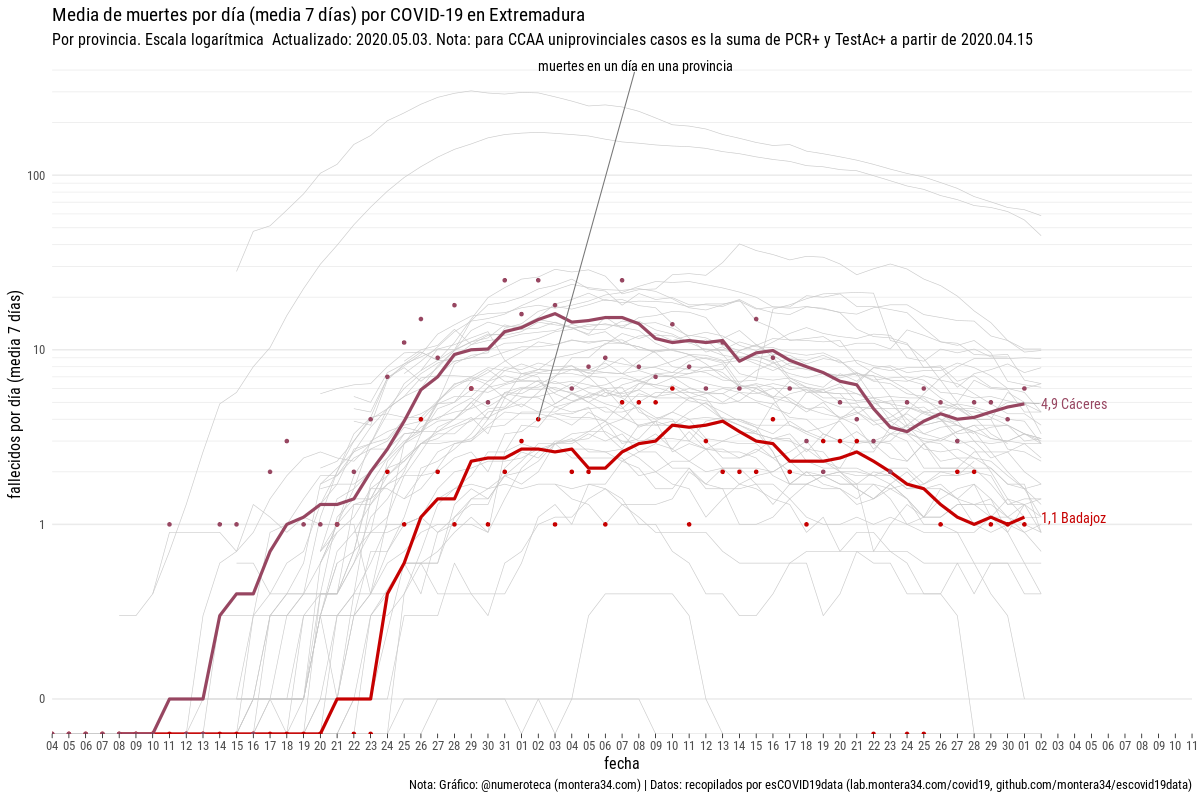 Media de muertes por día (media 7 días) por COVID-19 en Extremadura
Por provincia. Escala logarítmica  Actualizado: 2020.05.03. Nota: para CCAA uniprovinciales casos es la suma de PCR+ y TestAc+ a partir de 2020.04.15
muertes en un día en una provincia
fallecidos por día (media  7 días)
100
10
1
0
4,9 Cáceres
1,1 Badajoz
04 05 06 07 08 09 10 11 12 13 14 15 16 17 18 19 20 21 22 23 24 25 26 27 28 29 30 31 01 02 03 04 05 06 07 08 09 10 11 12 13 14 15 16 17 18 19 20 21 22 23 24 25 26 27 28 29 30 01 02 03 04 05 06 07 08 09 10 11
fecha
Nota: Gráfico: @numeroteca (montera34.com) | Datos: recopilados por esCOVID19data (lab.montera34.com/covid19, github.com/montera34/escovid19data)